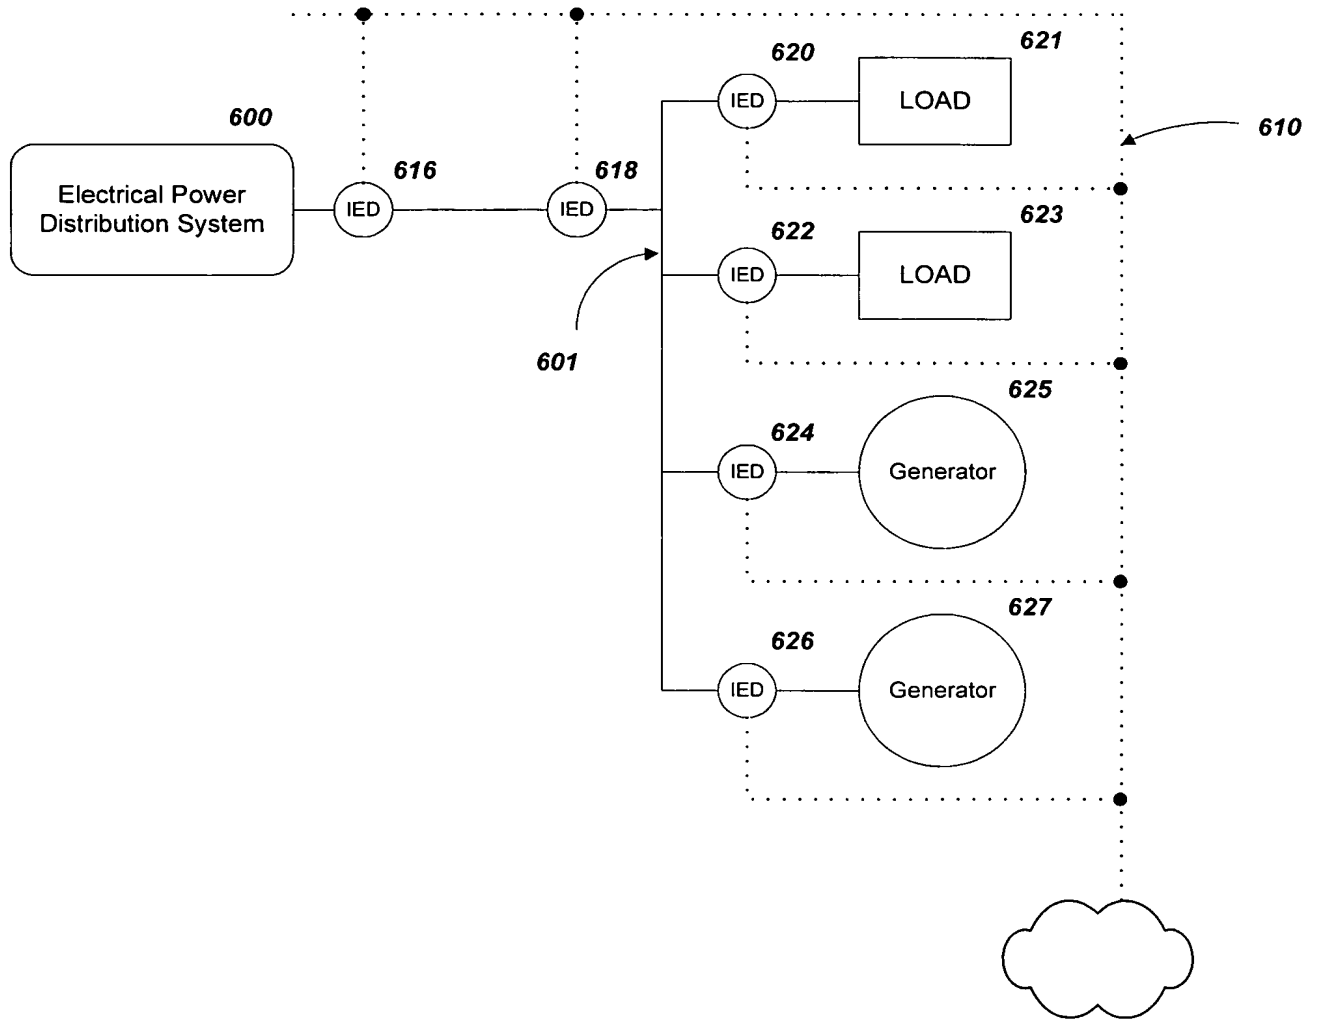 620
621
LOAD
IED
600
610
616
618
Electrical Power
Distribution System
IED
IED
622
623
IED
LOAD
601
625
624
IED
Generator
627
626
IED
Generator